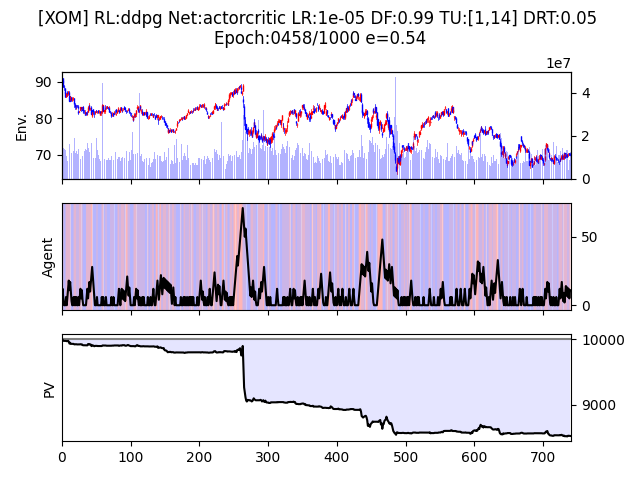 [XOM] RL:ddpg Net:actorcritic LR:1e-05 DF:0.99 TU:[1,14] DRT:0.05
Epoch:0458/1000 e=0.54
1e7
90
80
70
Env.
4
2
0
Agent
50
0
PV
10000
9000
0 100 200 300 400 500 600 700